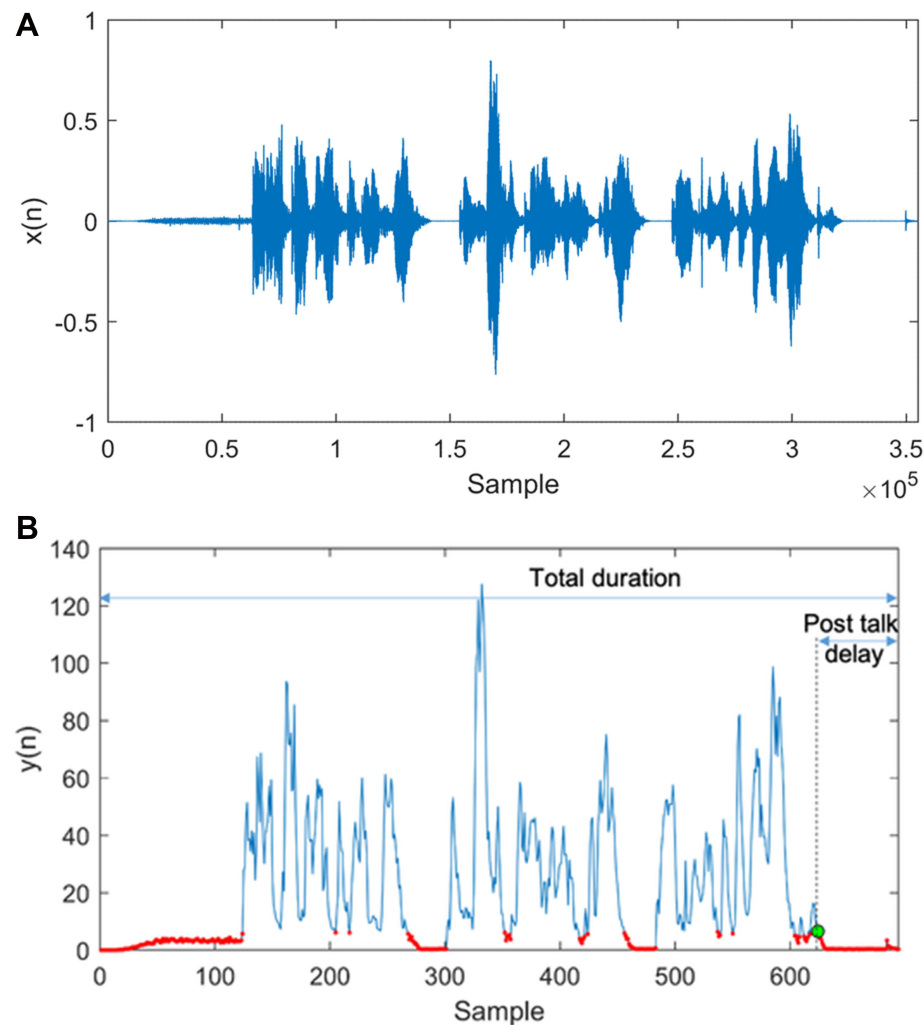 A
1
0.5
0
-0.5
-1
x(n)
0 0.5 1 1.5 2 2.5 3 3.5
Sample
×10^5
B
140
120
100
80
60
40
20
0
y(n)
Total duration
Post talk
delay
0 100 200 300 400 500 600
Sample